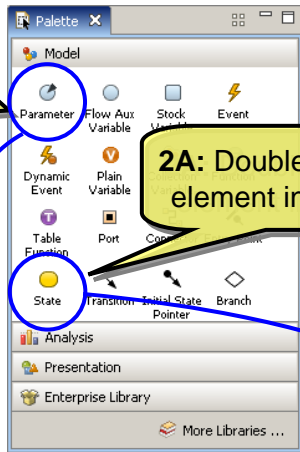 Palette
Model
Parameter Flow Aux Variable Stock Event
Dynamic Event Plain Variable
2A: Double
element in
Table Function Port
State Transition Initial State Pointer Branch
Analysis
Presentation
Enterprise Library
More Libraries ...